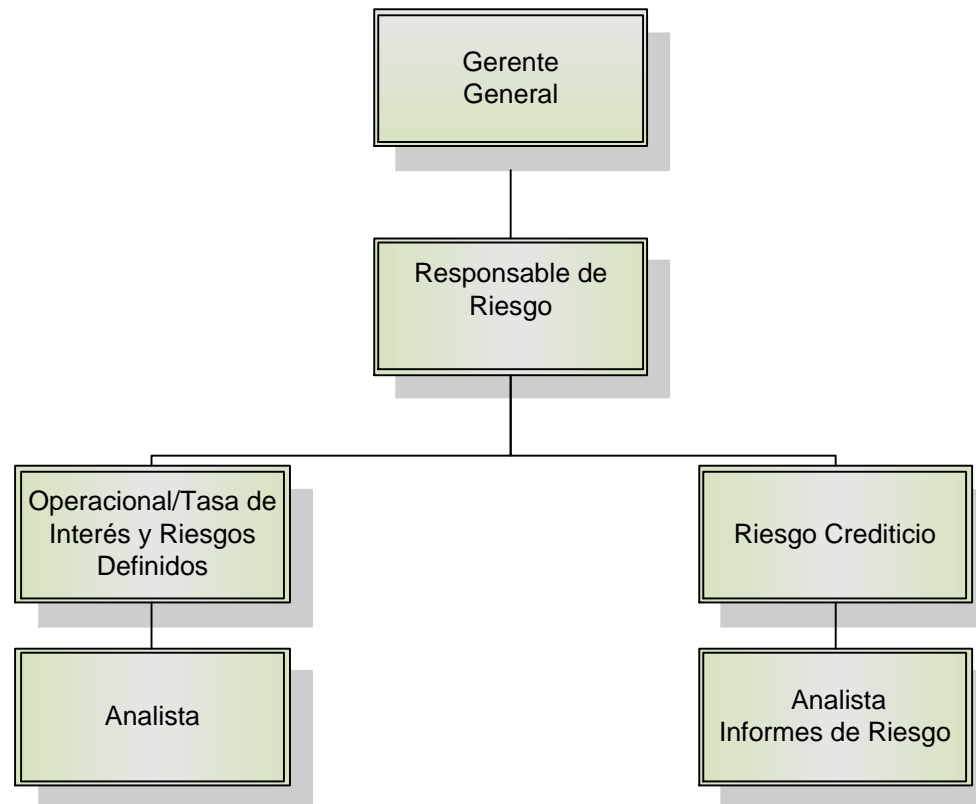 Gerente
General
Responsable de
Riesgo
Operacional/Tasa de
Interés y Riesgos
Definidos
Riesgo Crediticio
Analista
Analista
Informes de Riesgo